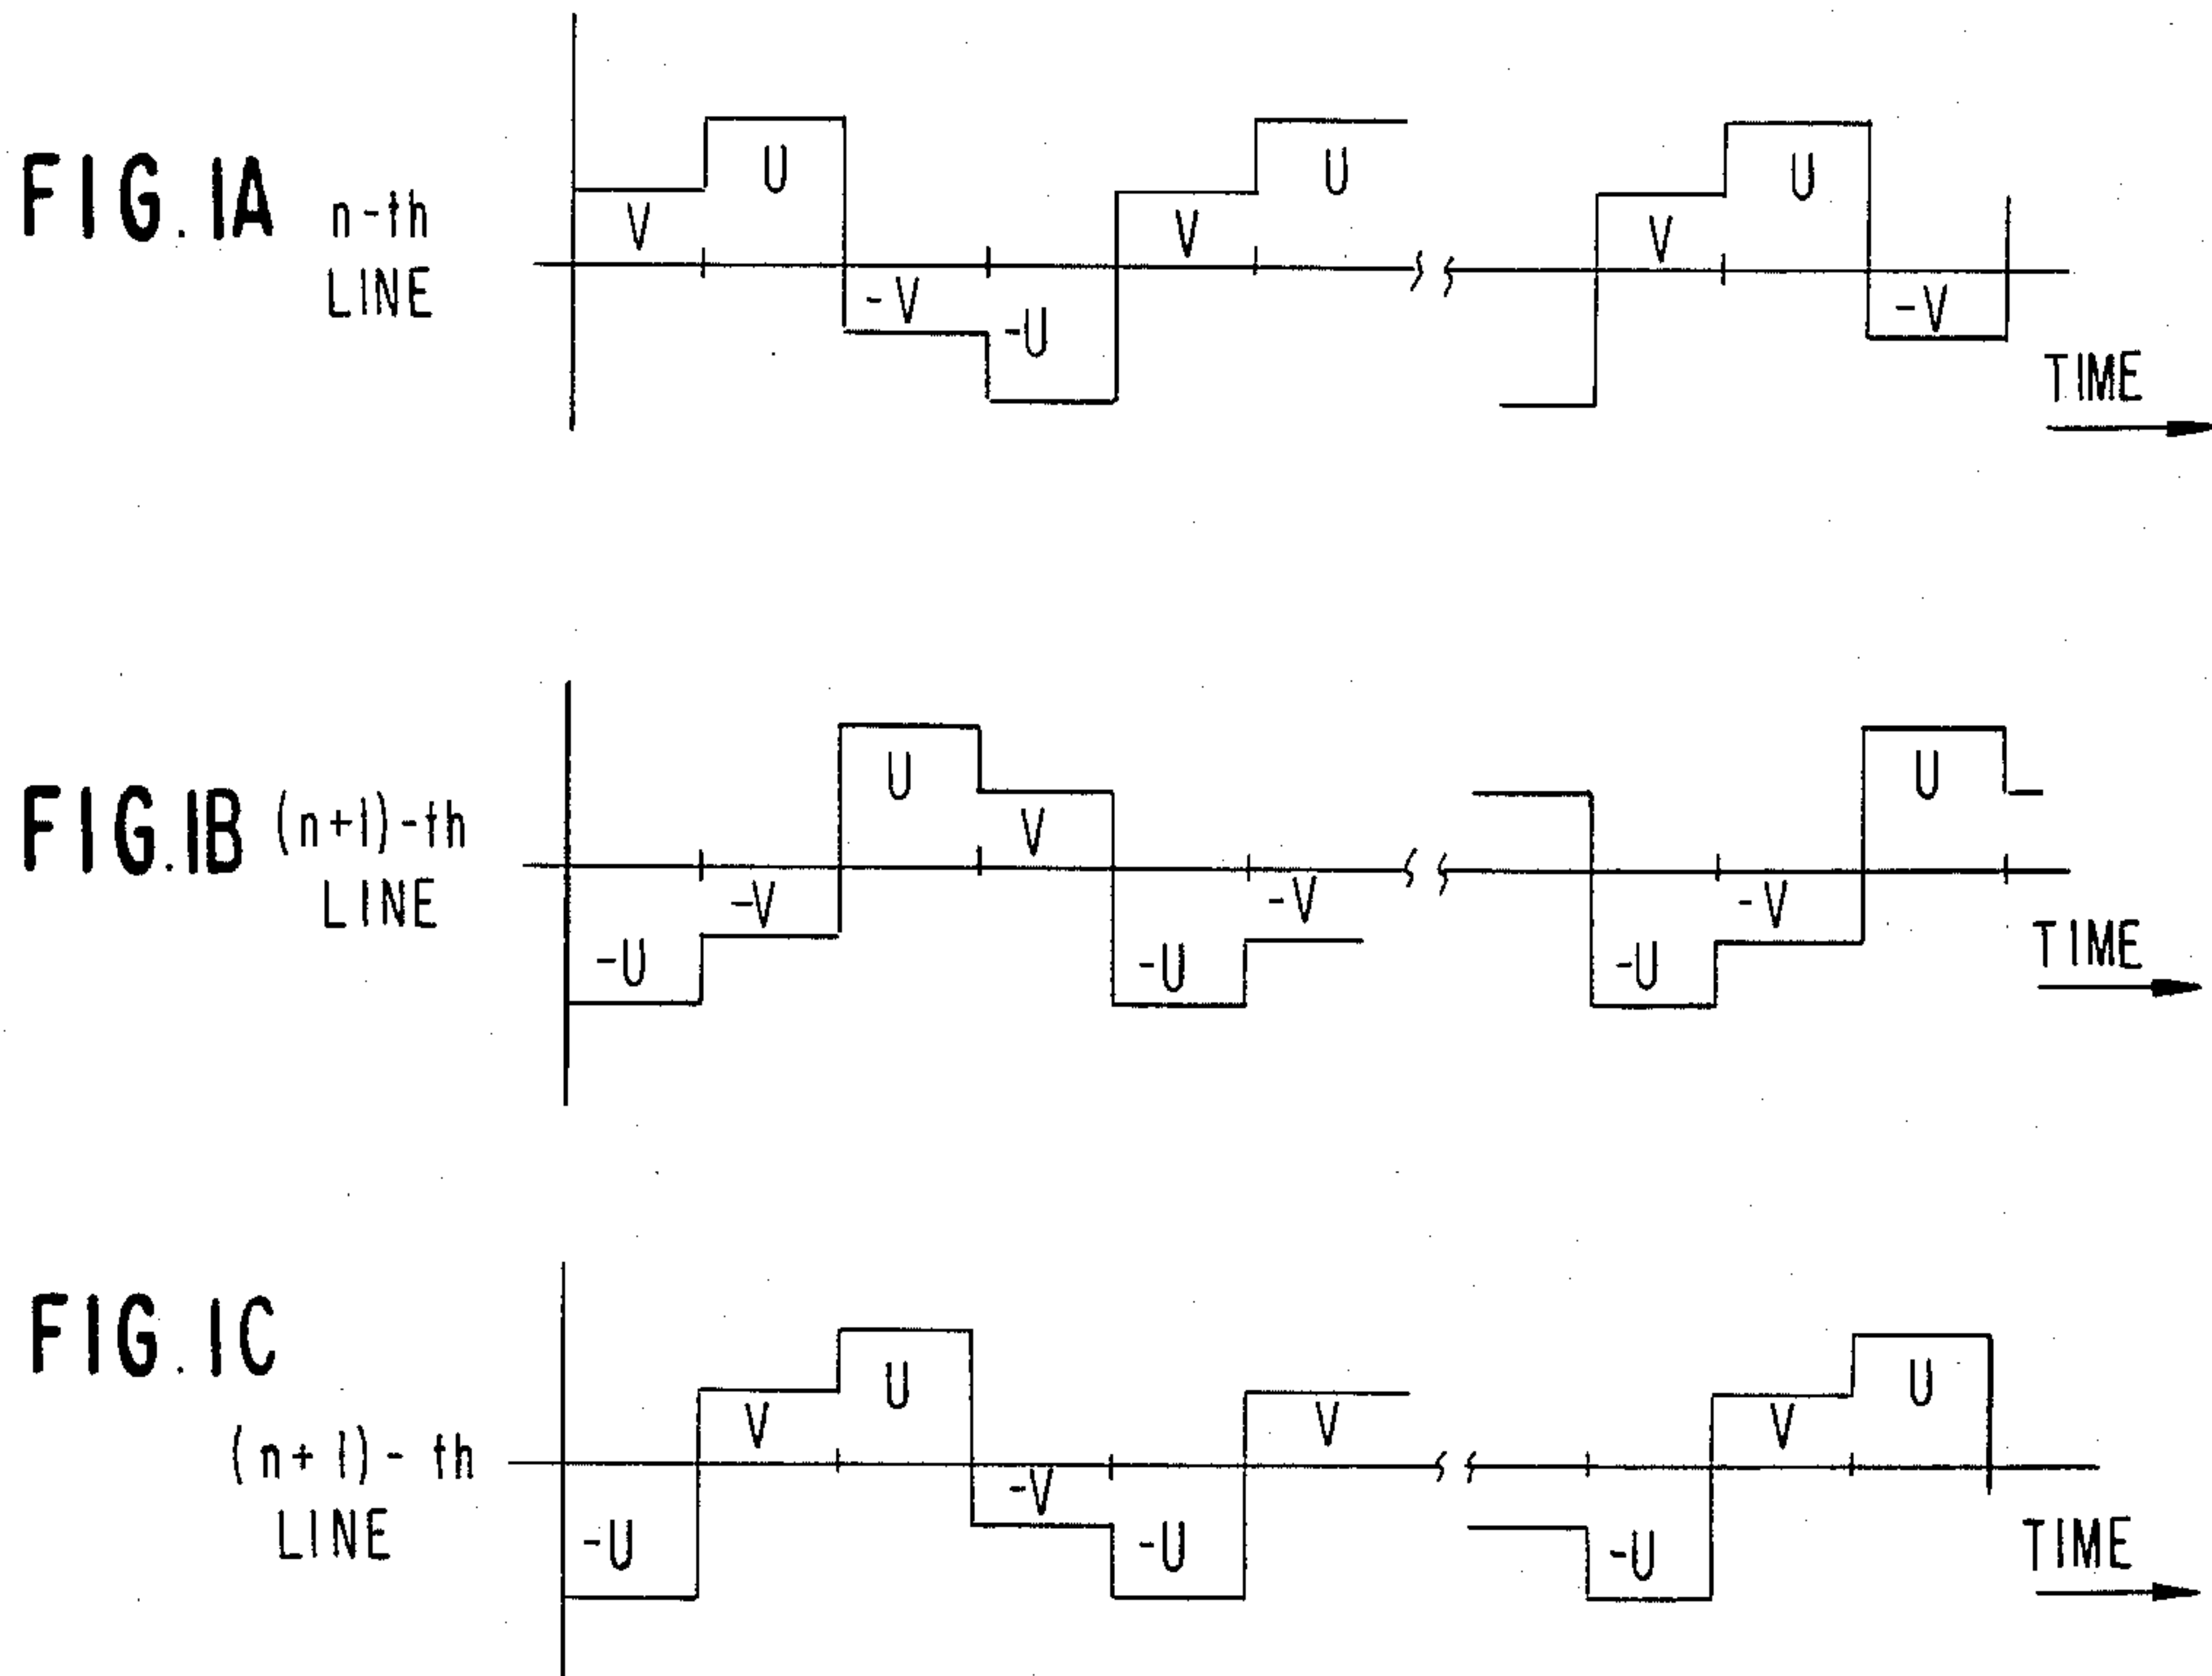 FIG. 1A n-th
LINE
V U -V -U V U V U -V
TIME
FIG. 1B (n+1)-th
LINE
-U -V U V -U -V -U -V U
TIME
FIG. 1C
(n+1)-th
LINE
-U V U -V -U V -U V U
TIME